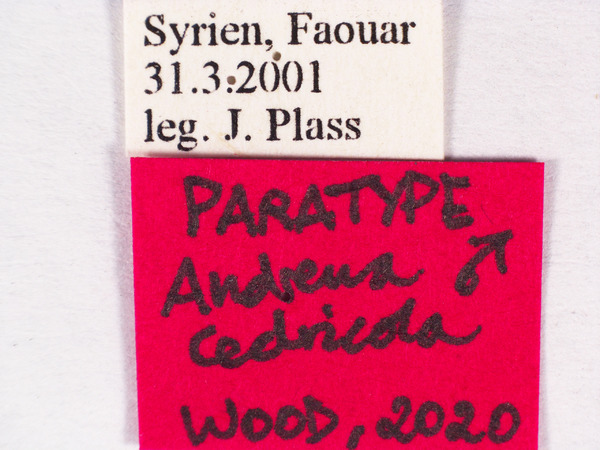 Syrien, Faouar
31.3.2001
leg. J. Plass
PARATYPE
Andrena ♂
cedricola
WOOD, 2020